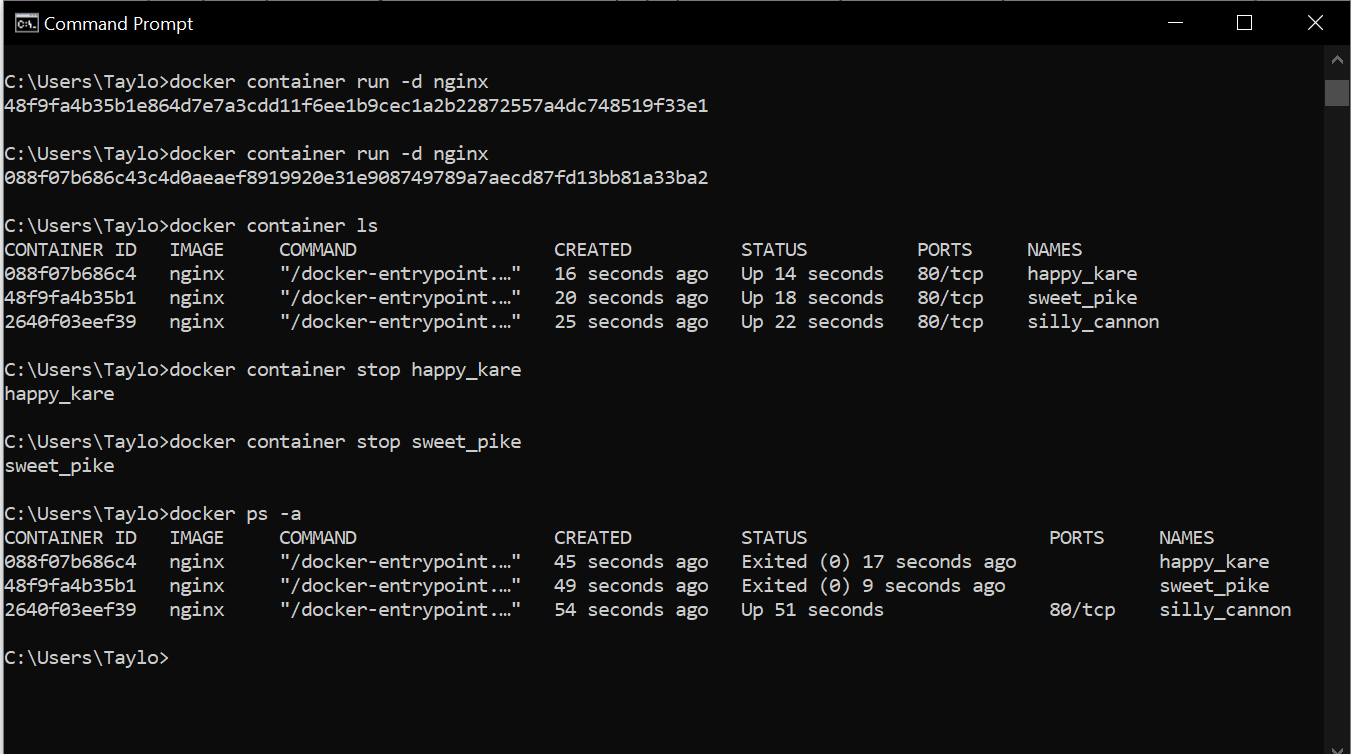 Command Prompt
C:\Users\Taylo>docker container run -d nginx
48f9fa4b35b1e864d7e7a3cdd11f6ee1b9cec1a2b22872557a4dc748519f33e1
C:\Users\Taylo>docker container run -d nginx
088f07b686c43c4d0aeaef8919920e31e908749789a7aecd87fd13bb81a33ba2
C:\Users\Taylo>docker container ls
CONTAINER ID   IMAGE     COMMAND                  CREATED          STATUS          PORTS     NAMES
088f07b686c4   nginx     "/docker-entrypoint.…"   16 seconds ago   Up 14 seconds   80/tcp    happy_kare
48f9fa4b35b1   nginx     "/docker-entrypoint.…"   20 seconds ago   Up 18 seconds   80/tcp    sweet_pike
2640f03eef39   nginx     "/docker-entrypoint.…"   25 seconds ago   Up 22 seconds   80/tcp    silly_cannon
C:\Users\Taylo>docker container stop happy_kare
happy_kare
C:\Users\Taylo>docker container stop sweet_pike
sweet_pike
C:\Users\Taylo>docker ps -a
CONTAINER ID   IMAGE     COMMAND                  CREATED          STATUS                      PORTS     NAMES
088f07b686c4   nginx     "/docker-entrypoint.…"   45 seconds ago   Exited (0) 17 seconds ago             happy_kare
48f9fa4b35b1   nginx     "/docker-entrypoint.…"   49 seconds ago   Exited (0) 9 seconds ago              sweet_pike
2640f03eef39   nginx     "/docker-entrypoint.…"   54 seconds ago   Up 51 seconds               80/tcp    silly_cannon
C:\Users\Taylo>